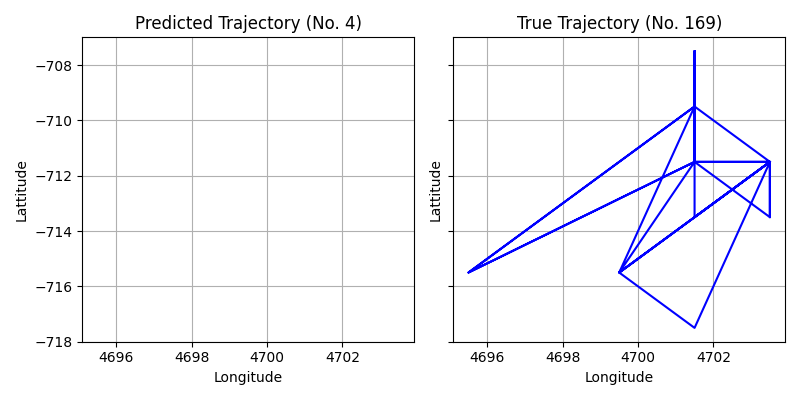 Predicted Trajectory (No. 4)
True Trajectory (No. 169)
−708
−710
−712
−714
−716
−718
Lattitude
Lattitude
4696 4698 4700 4702
4696 4698 4700 4702
Longitude
Longitude